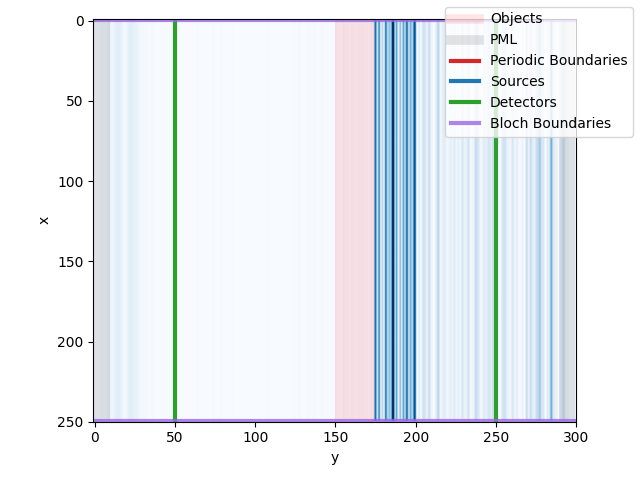 Objects
PML
Periodic Boundaries
Sources
Detectors
Bloch Boundaries
0
50
100
150
200
250
x
0
50
100
150
200
250
300
y